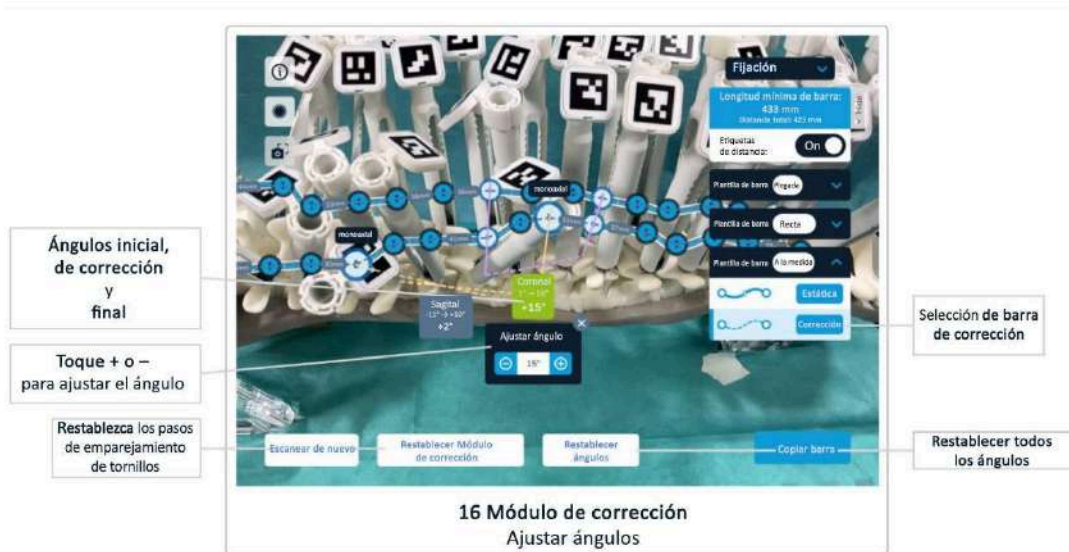 Fijación
Longitud mínima de barra:
433 mm
Etiquetas
de distancia:
On
Plantilla de barra Plegada
Plantilla de barra Recta
Plantilla de barra A la medida
Estática
Corrección
monoaxial
monoaxial
Sagital
+2°
Coronal
+15°
Ajustar ángulo
15°
Escanear de nuevo
Restablecer Módulo
de corrección
Restablecer
ángulos
Copiar barra
Ángulos inicial,
de corrección
y
final
Toque + o –
para ajustar el ángulo
Restablezca los pasos
de emparejamiento
de tornillos
Selección de barra
de corrección
Restablecer todos
los ángulos
16 Módulo de corrección
Ajustar ángulos